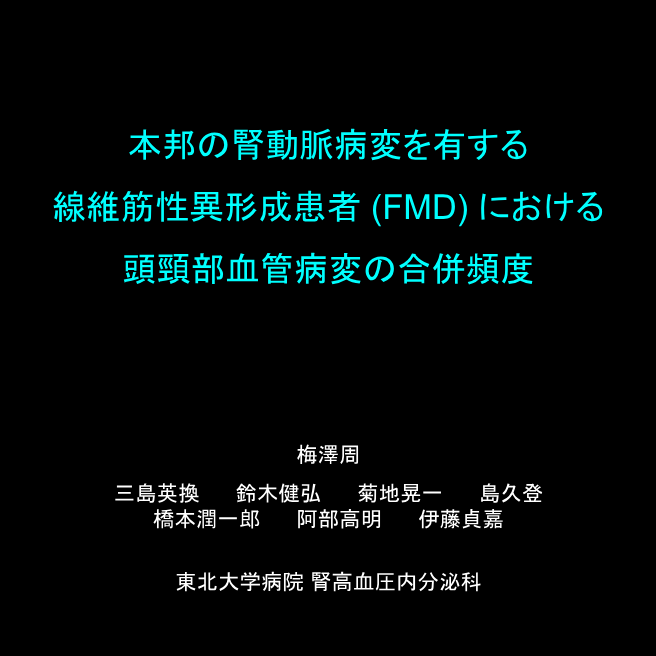 本邦の腎動脈病変を有する
線維筋性異形成患者 (FMD) における
頭頸部血管病変の合併頻度
梅澤周
三島英換 鈴木健弘 菊地晃一 島久登
橋本潤一郎 阿部高明 伊藤貞嘉
東北大学病院 腎高血圧内分泌科